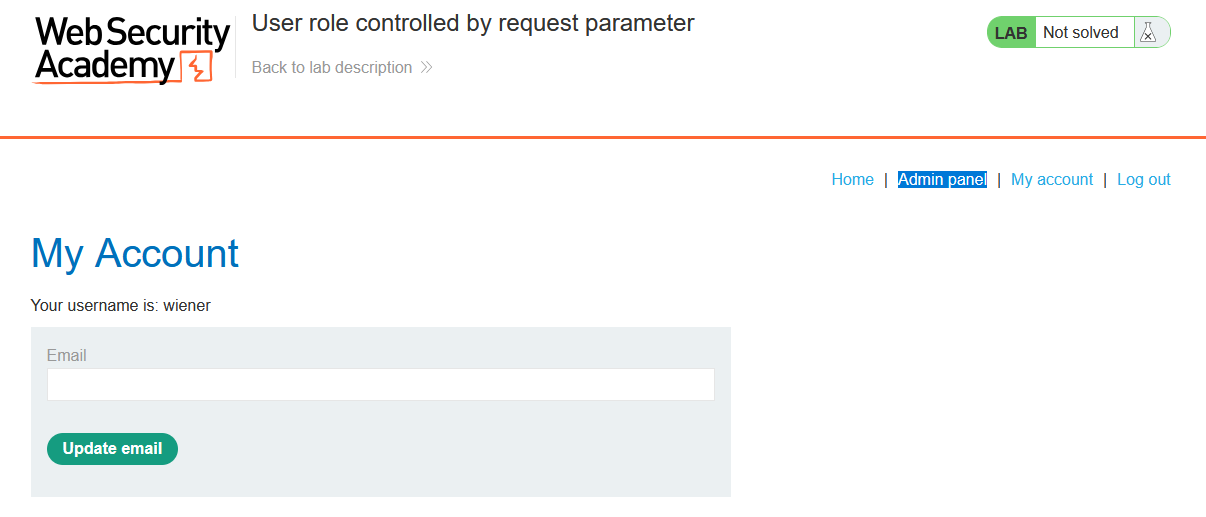 Web Security
Academy
User role controlled by request parameter
Back to lab description
LAB Not solved
Home | Admin panel | My account | Log out
My Account
Your username is: wiener
Email
Update email